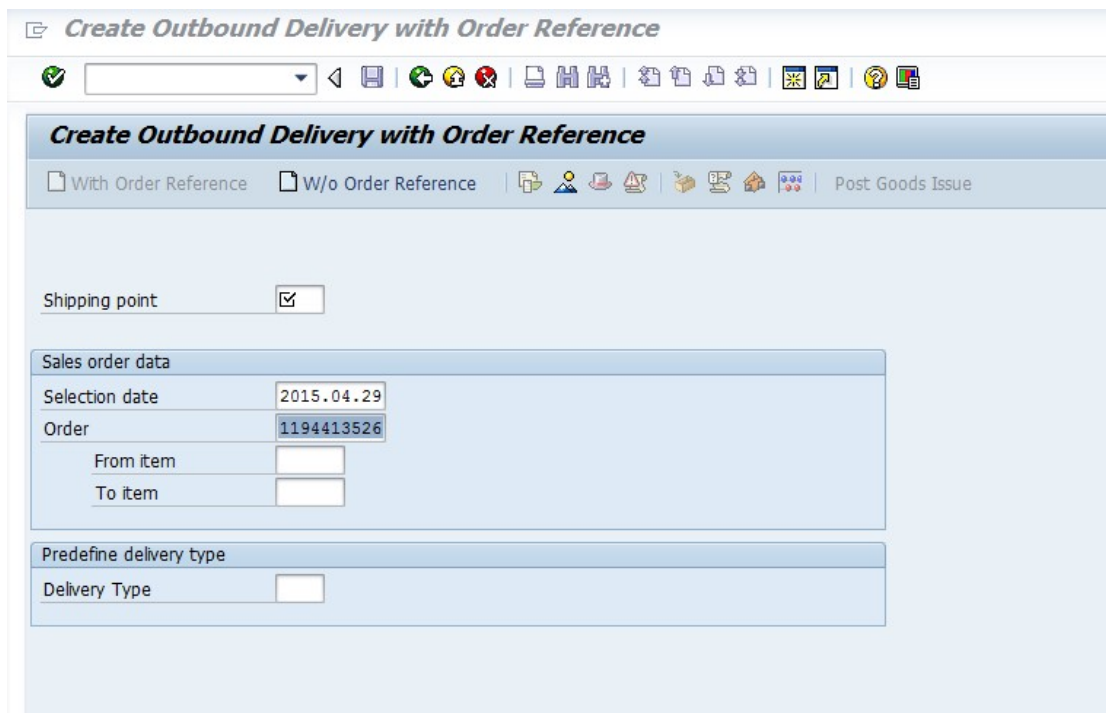 Create Outbound Delivery with Order Reference
Create Outbound Delivery with Order Reference
With Order Reference W/o Order Reference Post Goods Issue
Shipping point
Sales order data
Selection date 2015.04.29
Order 1194413526
From item
To item
Predefine delivery type
Delivery Type